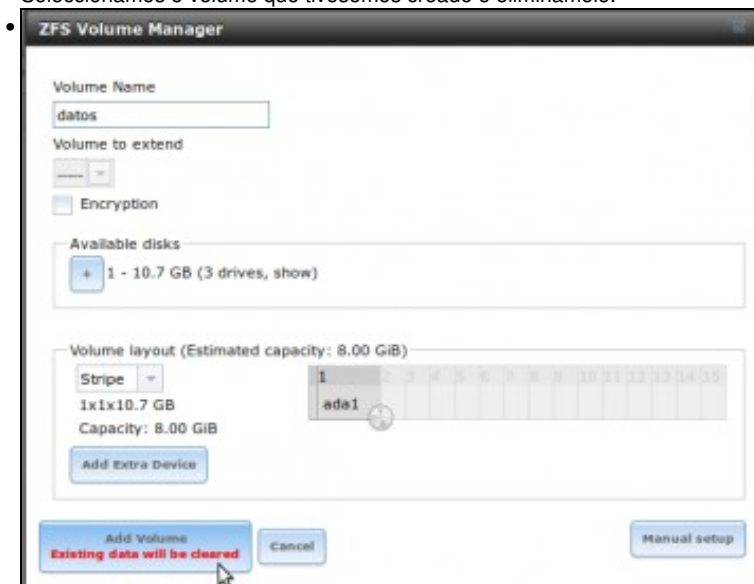 Seleccionamos o volume que tivesemos creado e eliminámolo.
ZFS Volume Manager
Volume Name
datos
Volume to extend
-----
Encryption
Available disks
+ 1 - 10.7 GB (3 drives, show)
Volume layout (Estimated capacity: 8.00 GiB)
Stripe
1 2 3 4 5 6 7 8 9 10 11 12 13 14 15
1x1x10.7 GB
ada1
Capacity: 8.00 GiB
Add Extra Device
Add Volume
Existing data will be cleared
Cancel
Manual setup